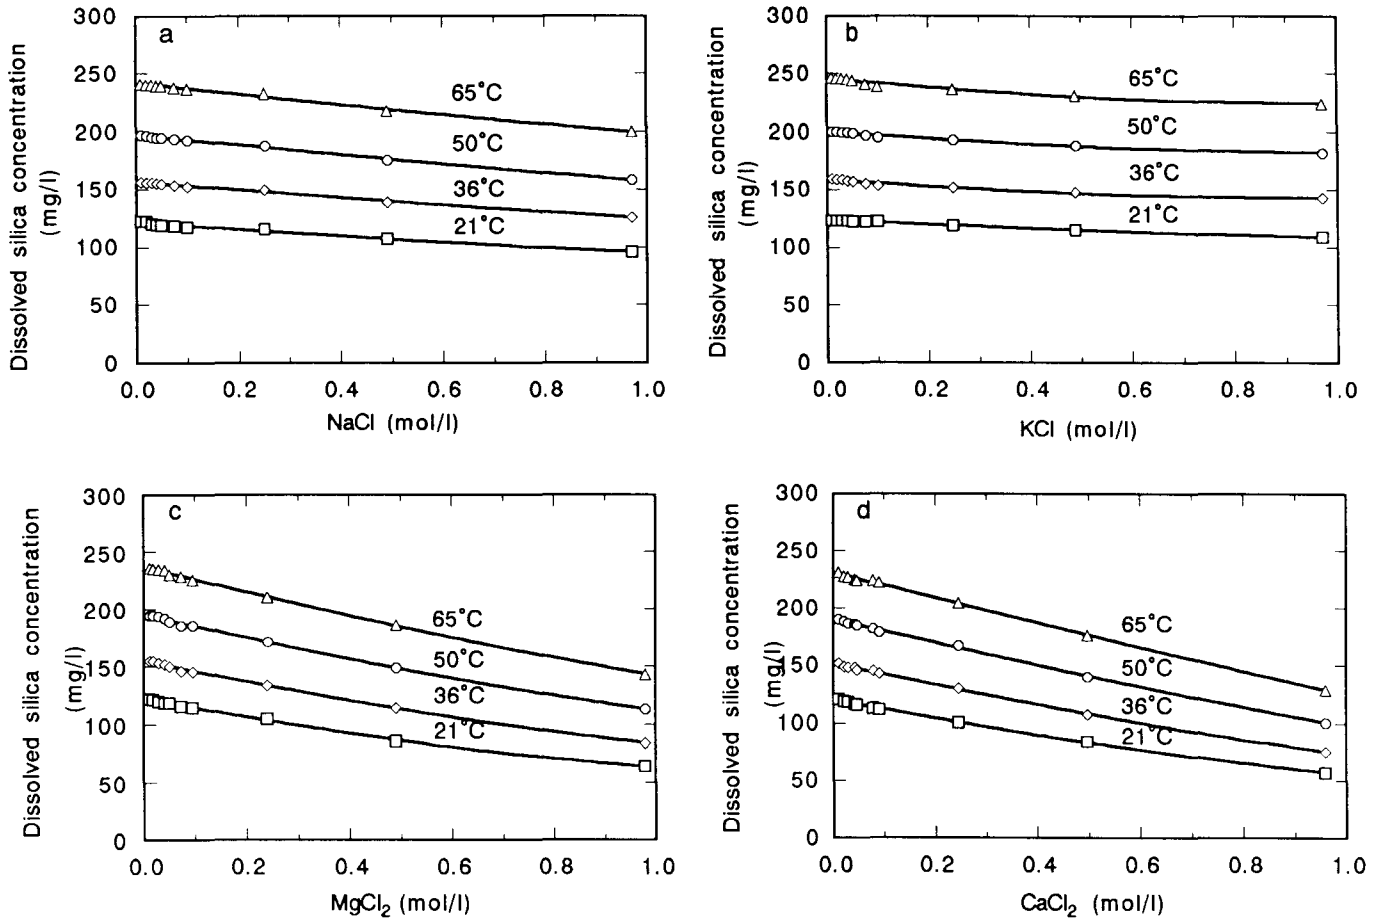 a
Dissolved silica concentration
(mg/l)
300
250
200
150
100
50
0
65°C
50°C
36°C
21°C
0.0 0.2 0.4 0.6 0.8 1.0
NaCl (mol/l)
b
Dissolved silica concentration
(mg/l)
300
250
200
150
100
50
0
65°C
50°C
36°C
21°C
0.0 0.2 0.4 0.6 0.8 1.0
KCl (mol/l)
c
Dissolved silica concentration
(mg/l)
300
250
200
150
100
50
0
65°C
50°C
36°C
21°C
0.0 0.2 0.4 0.6 0.8 1.0
MgCl₂ (mol/l)
d
Dissolved silica concentration
(mg/l)
300
250
200
150
100
50
0
65°C
50°C
36°C
21°C
0.0 0.2 0.4 0.6 0.8 1.0
CaCl₂ (mol/l)